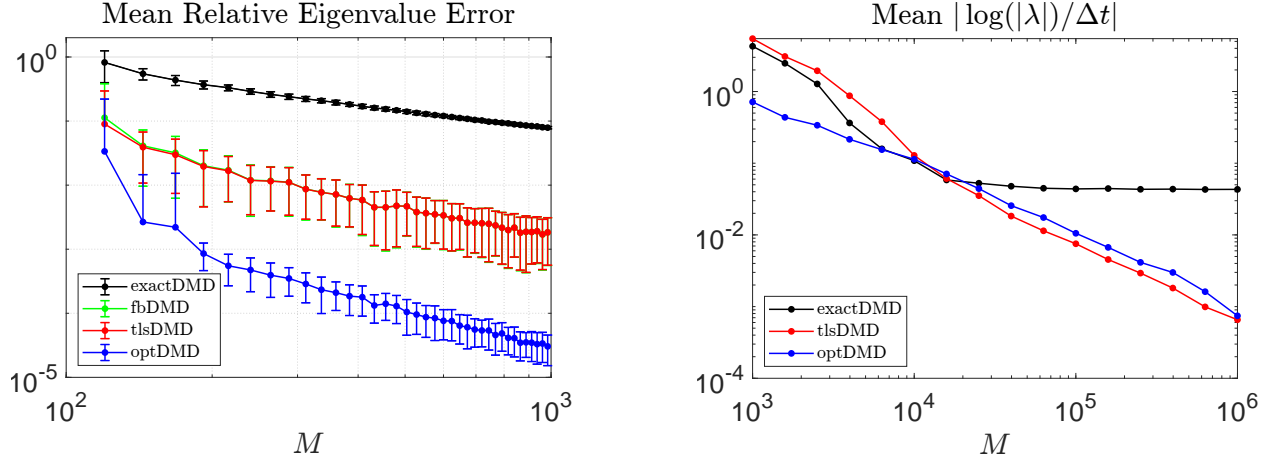 Mean Relative Eigenvalue Error
10^0
10^-5
exactDMD
fbDMD
tlsDMD
optDMD
10^2
10^3
M
Mean | log(|λ|)/Δt|
10^0
10^-2
10^-4
exactDMD
tlsDMD
optDMD
10^3
10^4
10^5
10^6
M